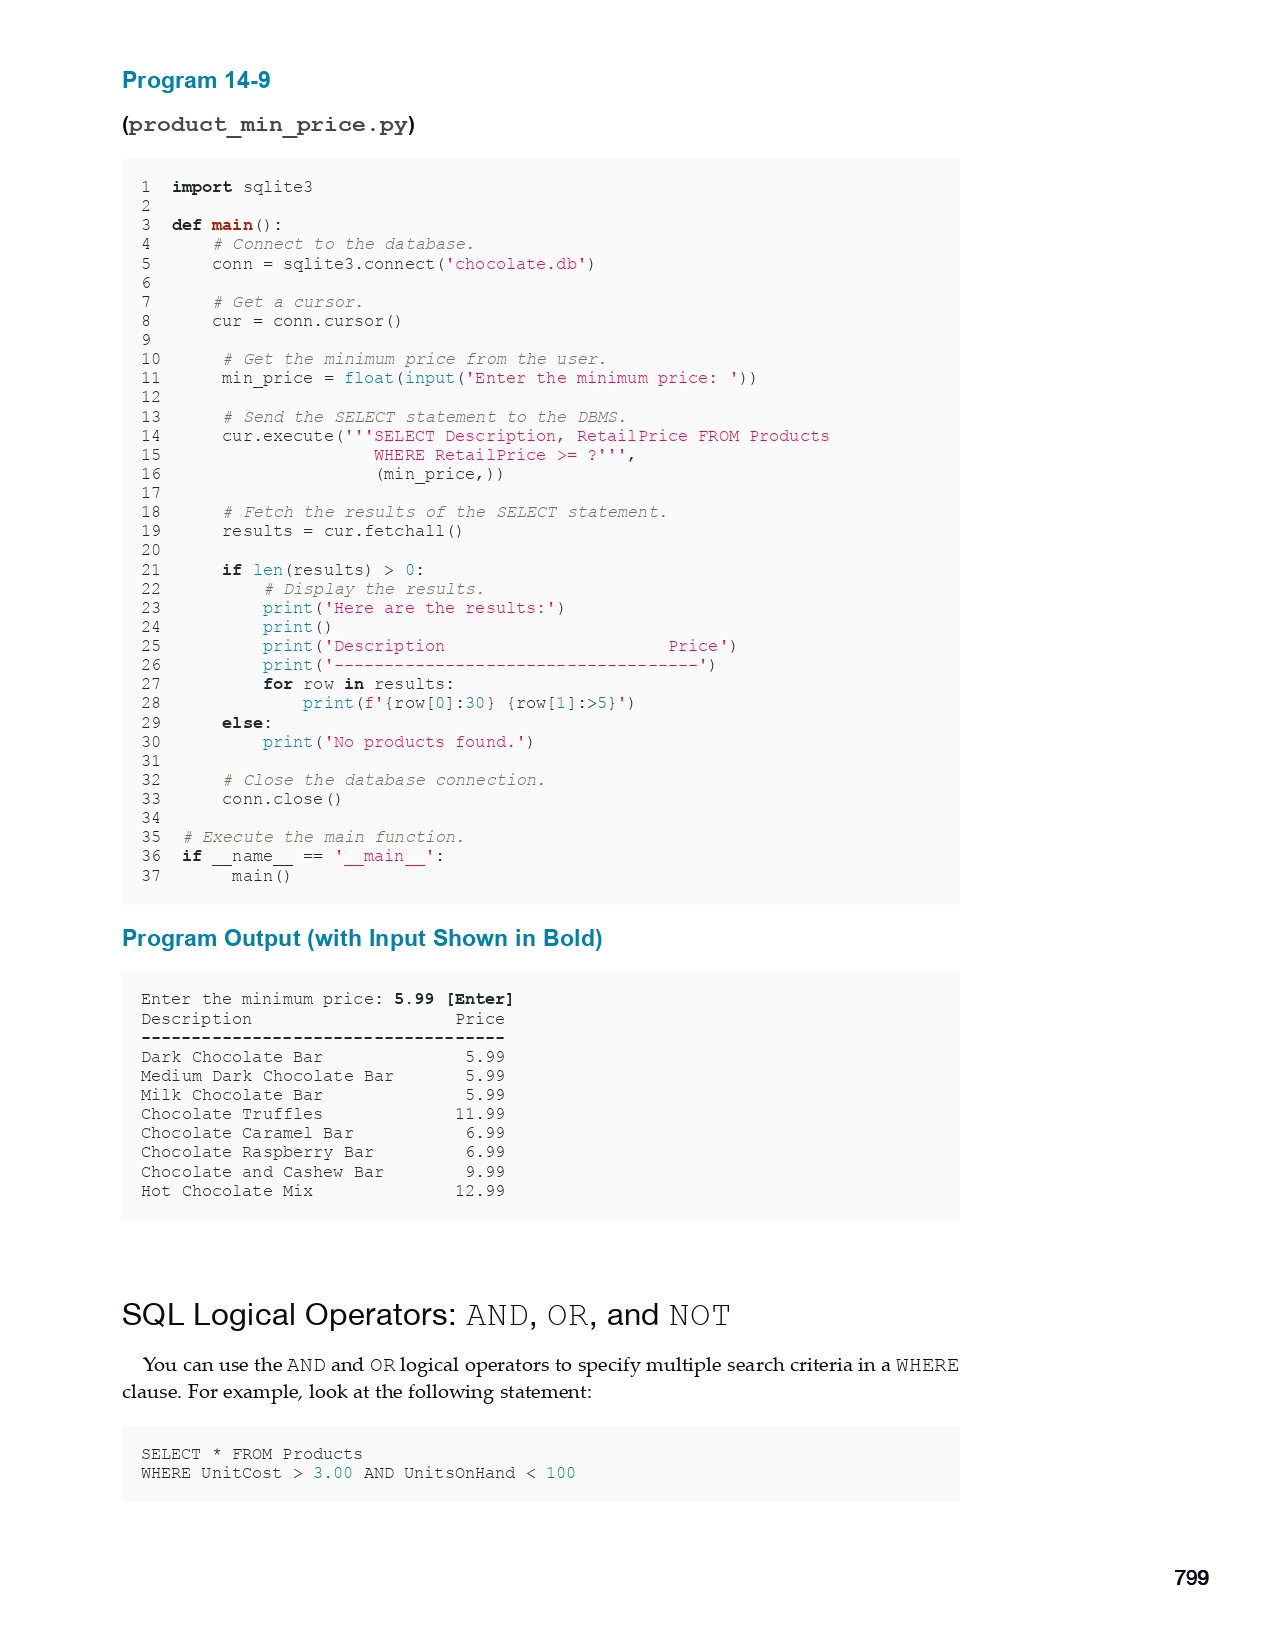 Program 14-9
(product_min_price.py)
1  import sqlite3
2
3  def main():
4      # Connect to the database.
5      conn = sqlite3.connect('chocolate.db')
6
7      # Get a cursor.
8      cur = conn.cursor()
9
10      # Get the minimum price from the user.
11      min_price = float(input('Enter the minimum price: '))
12
13      # Send the SELECT statement to the DBMS.
14      cur.execute('''SELECT Description, RetailPrice FROM Products
15                     WHERE RetailPrice >= ?''',
16                     (min_price,))
17
18      # Fetch the results of the SELECT statement.
19      results = cur.fetchall()
20
21      if len(results) > 0:
22          # Display the results.
23          print('Here are the results:')
24          print()
25          print('Description                      Price')
26          print('------------------------------------')
27          for row in results:
28              print(f'{row[0]:30} {row[1]:>5}')
29      else:
30          print('No products found.')
31
32      # Close the database connection.
33      conn.close()
34
35  # Execute the main function.
36  if __name__ == '__main__':
37       main()
Program Output (with Input Shown in Bold)
Enter the minimum price: 5.99 [Enter]
Description                    Price
------------------------------------
Dark Chocolate Bar              5.99
Medium Dark Chocolate Bar       5.99
Milk Chocolate Bar              5.99
Chocolate Truffles             11.99
Chocolate Caramel Bar           6.99
Chocolate Raspberry Bar         6.99
Chocolate and Cashew Bar        9.99
Hot Chocolate Mix              12.99
SQL Logical Operators: AND, OR, and NOT
You can use the AND and OR logical operators to specify multiple search criteria in a WHERE
clause. For example, look at the following statement:
SELECT * FROM Products
WHERE UnitCost > 3.00 AND UnitsOnHand < 100
799